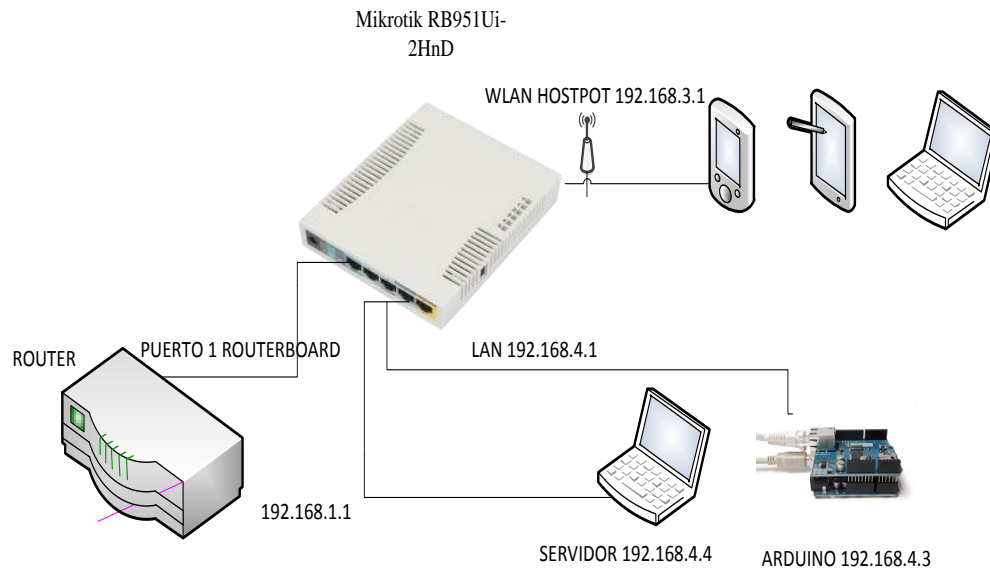 Mikrotik RB951Ui-
2HnD
WLAN HOSTPOT 192.168.3.1
ROUTER
PUERTO 1 ROUTERBOARD
LAN 192.168.4.1
192.168.1.1
SERVIDOR 192.168.4.4
ARDUINO 192.168.4.3